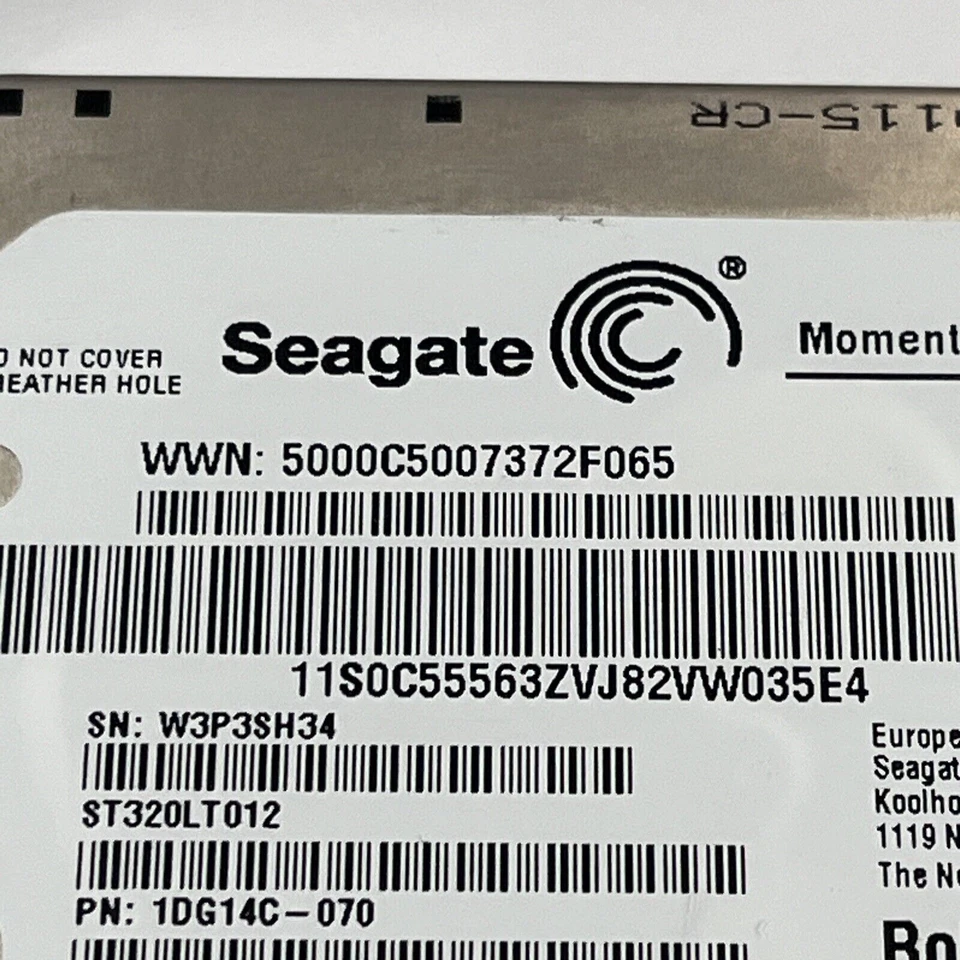 115-CR
Seagate®
Moment
O NOT COVER
EATHER HOLE
WWN: 5000C5007372F065
11S0C55563ZVJ82VW035E4
SN: W3P3SH34
ST320LT012
PN: 1DG14C-070
Europe
Seagat
Koolho
1119 N
The Ne
Ro